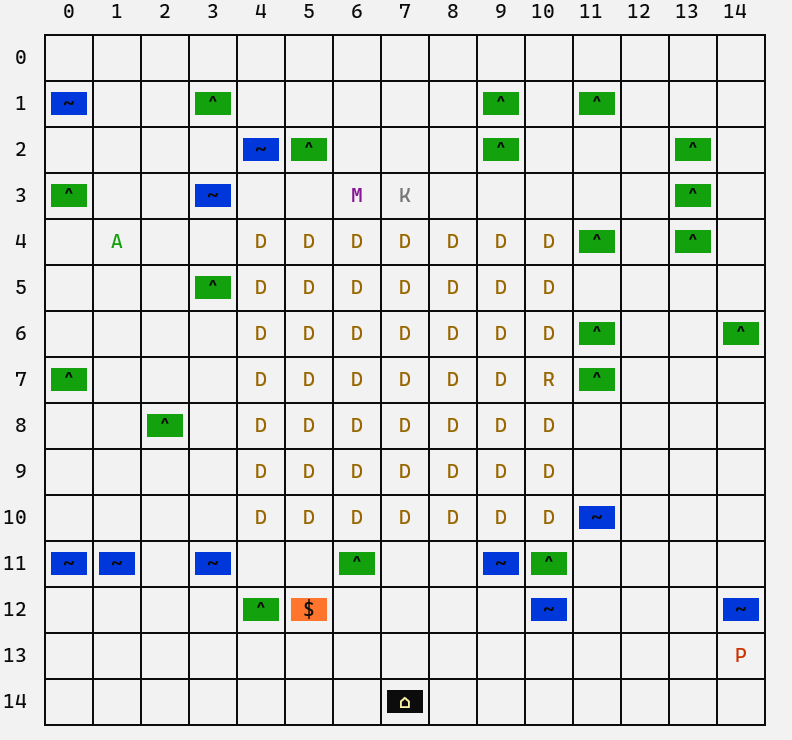 0 1 2 3 4 5 6 7 8 9 10 11 12 13 14
0
1 ~ ^ ^ ^
2 ~ ^ ^ ^
3 ^ ~ M K ^
4 A D D D D D D D ^ ^
5 ^ D D D D D D D
6 D D D D D D D ^ ^
7 ^ D D D D D D R ^
8 ^ D D D D D D D
9 D D D D D D D
10 D D D D D D D ~
11 ~ ~ ~ ^ ~ ^
12 ^ $ ~ ~
13 P
14 ⌂